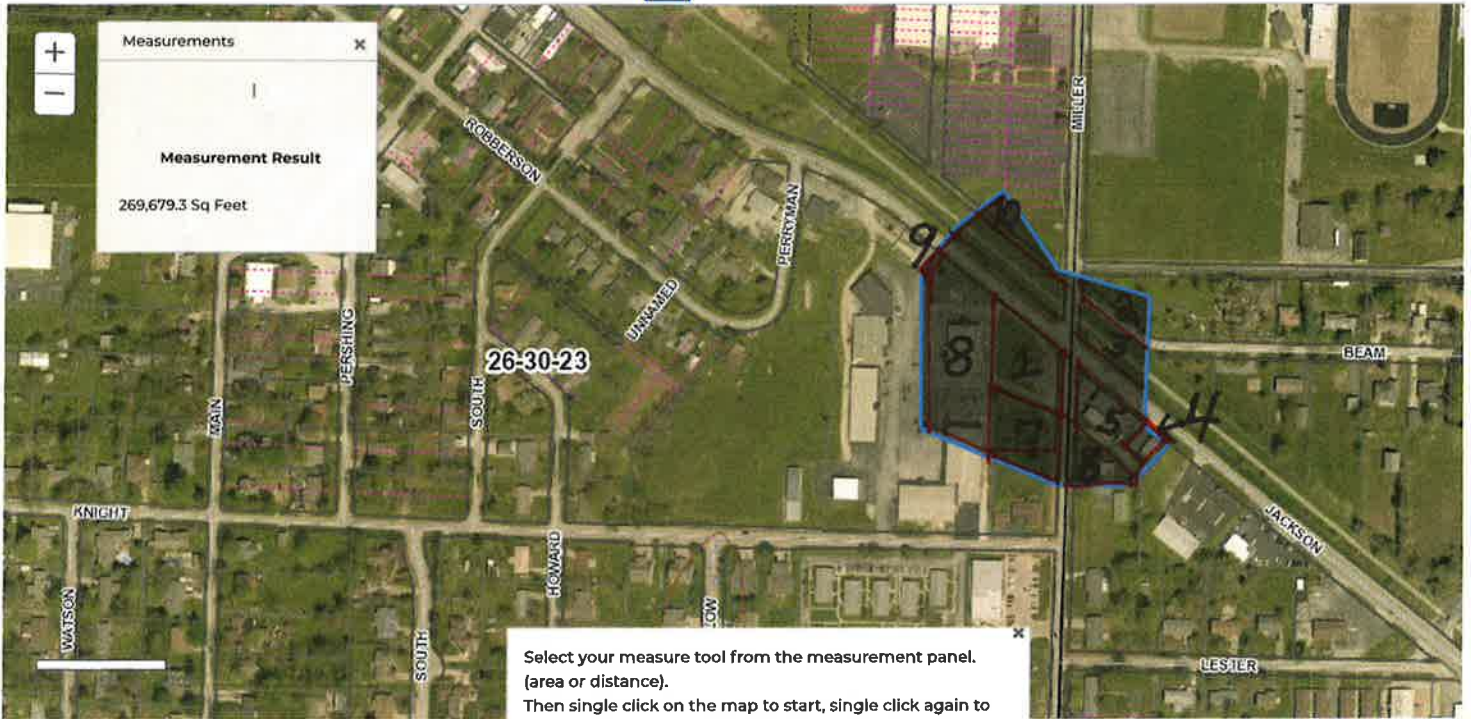 +
−
Measurements
×
Measurement Result
269,679.3 Sq Feet
ROBBERSON
PERRYMAN
MILLER
UNNAMED
MAIN
PERSHING
SOUTH
26-30-23
BEAM
9
8
7
5
4
KNIGHT
HOWARD
JACKSON
WATSON
SOUTH
LOW
LESTER
×
Select your measure tool from the measurement panel.
(area or distance).
Then single click on the map to start, single click again to